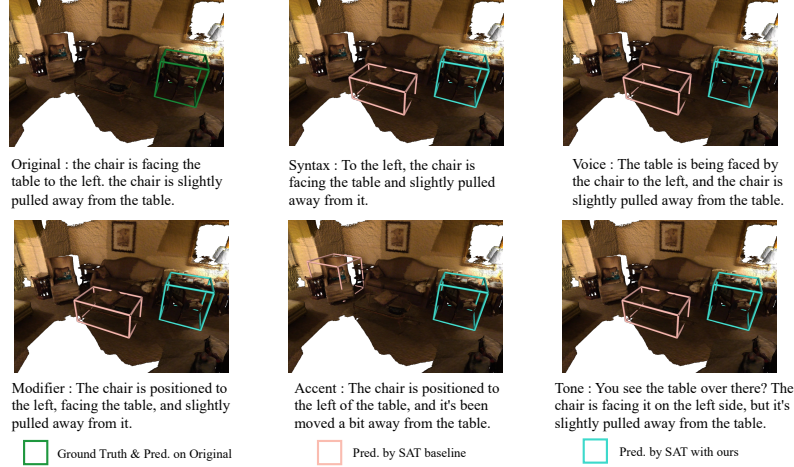 Original : the chair is facing the
table to the left. the chair is slightly
pulled away from the table.
Syntax : To the left, the chair is
facing the table and slightly pulled
away from it.
Voice : The table is being faced by
the chair to the left, and the chair is
slightly pulled away from the table.
Modifier : The chair is positioned to
the left, facing the table, and slightly
pulled away from it.
Accent : The chair is positioned to
the left of the table, and it's been
moved a bit away from the table.
Tone : You see the table over there? The
chair is facing it on the left side, but it's
slightly pulled away from the table.
Ground Truth & Pred. on Original
Pred. by SAT baseline
Pred. by SAT with ours